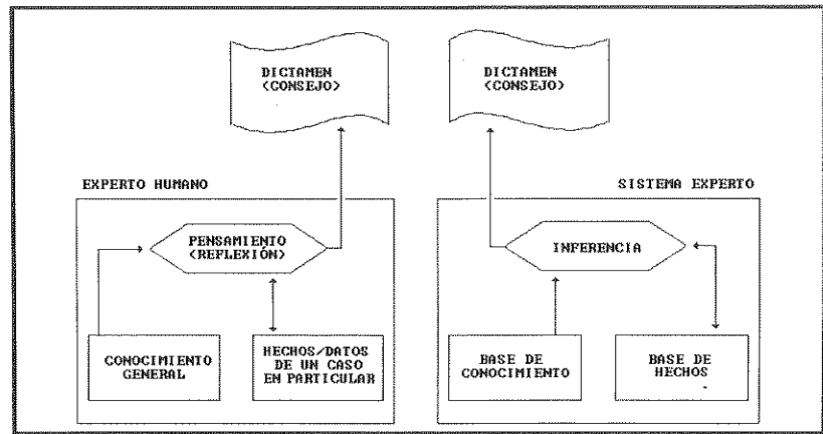 DICTAMEN
(CONSEJO)
DICTAMEN
(CONSEJO)
EXPERTO HUMANO
SISTEMA EXPERTO
PENSAMIENTO
(REFLEXIÓN)
INFERENCIA
CONOCIMIENTO
GENERAL
HECHOS/DATOS
DE UN CASO
EN PARTICULAR
BASE DE
CONOCIMIENTO
BASE DE
HECHOS